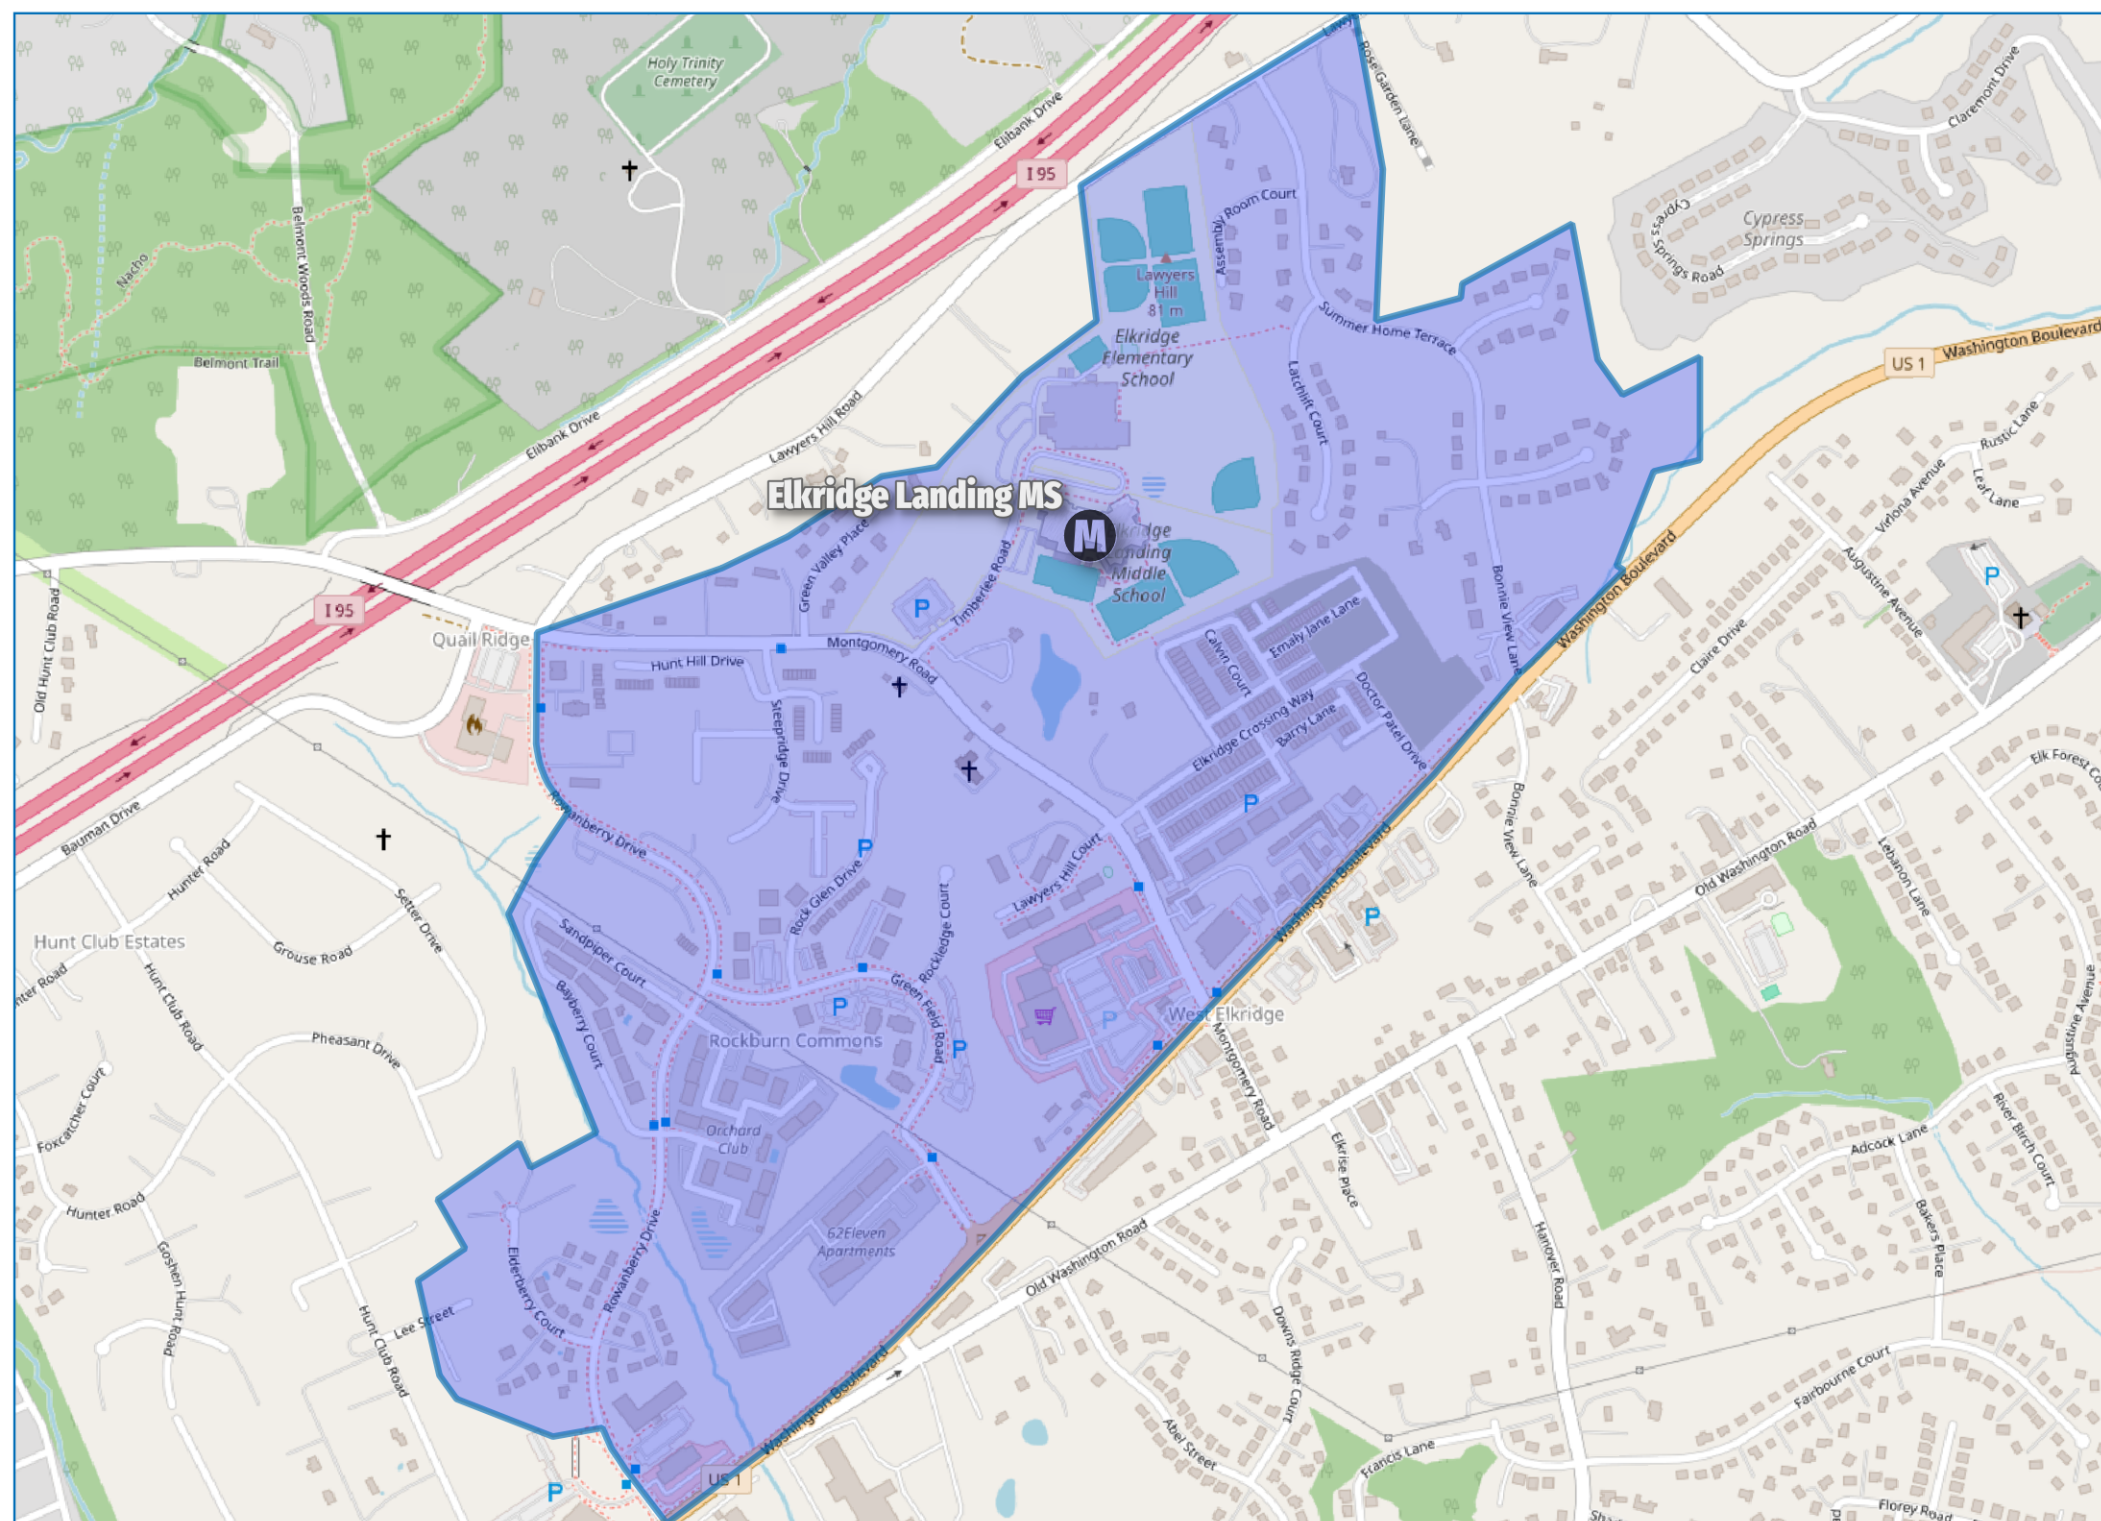 Holy Trinity
Cemetery
Elibank Drive
I 95
Rose Garden Lane
Claremont Drive
Cypress
Springs
Cypress Springs Road
Belmont Woods Road
Nacho
Belmont Trail
Assembly Room Court
Lawyers
Hill
81 m
Elkridge
Elementary
School
Summer Home Terrace
Latchlift Court
US 1
Washington Boulevard
Elibank Drive
Lawyers Hill Road
Rustic Lane
Leaf Lane
Virlona Avenue
Augustine Avenue
Elkridge Landing MS
M
Elkridge
Landing
Middle
School
Green Valley Place
Timberlee Road
P
Bonnie View Lane
Washington Boulevard
P
Old Hunt Club Road
I 95
Quail Ridge
Montgomery Road
Hunt Hill Drive
Steepridge Drive
Calvin Court
Emaly Jane Lane
Doctor Patel Drive
Elkridge Crossing Way
Barry Lane
Claire Drive
Elk Forest Co
Bauman Drive
Rowanberry Drive
P
P
Bonnie View Lane
Washington Boulevard
Old Washington Road
Lebanon Lane
Hunter Road
Setter Drive
Grouse Road
Hunt Club Estates
nter Road
Hunt Club Road
Rock Glen Drive
Lawyers Hill Court
Rockledge Court
P
Sandpiper Court
Bayberry Court
Green Field Road
P
P
P
West Elkridge
Rockburn Commons
Montgomery Road
Augustine Avenue
Pheasant Drive
Foxcatcher Court
Orchard
Club
Elkrise Place
Adcock Lane
River Birch Court
Hunter Road
Goshen Hunt Road
62Eleven
Apartments
Rowanberry Drive
Elderberry Court
Old Washington Road
Hanover Road
Bakers Place
Lee Street
Hunt Club Road
Downs Ridge Court
Fairbourne Court
Washington Boulevard
Abel Street
Francis Lane
US 1
P
Florey Road